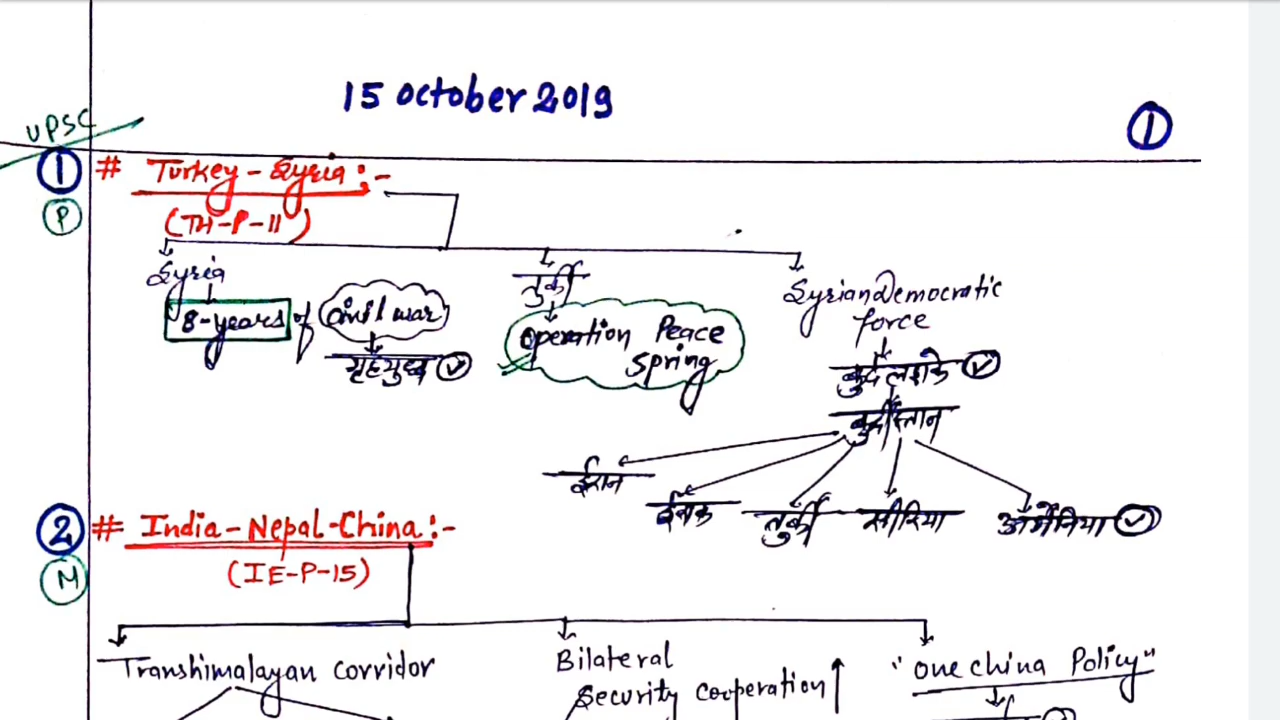 15 October 2019
1
UPSC
1 # Turkey-Syria:-
P
(TH-P-11)
Syria
तुर्की
Syrian Democratic
force
8-years of civil war
Operation Peace
Spring
गृहयुद्ध
कुर्द लड़ाके
कुर्दीस्तान
ईरान
ईराक
तुर्की
सीरिया
आर्मेनिया
2 # India-Nepal-China:-
M
(IE-P-15)
Transhimalayan corridor
Bilateral
Security cooperation
"One china Policy"